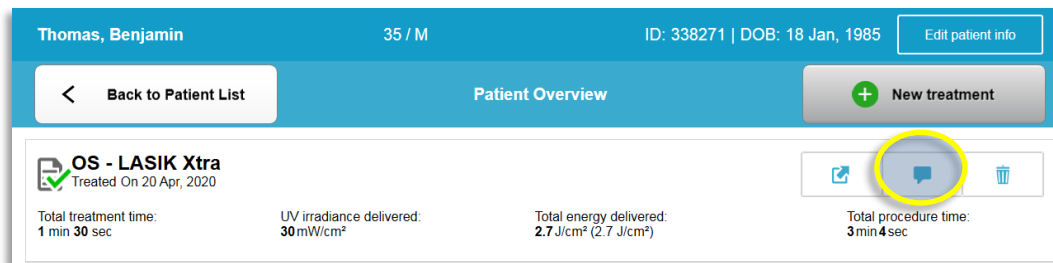 Thomas, Benjamin 35 / M ID: 338271 | DOB: 18 Jan, 1985 Edit patient info
Back to Patient List Patient Overview New treatment
OS - LASIK Xtra
Treated On 20 Apr, 2020
Total treatment time: UV irradiance delivered: Total energy delivered: Total procedure time:
1 min 30 sec 30 mW/cm² 2.7 J/cm² (2.7 J/cm²) 3 min 4 sec